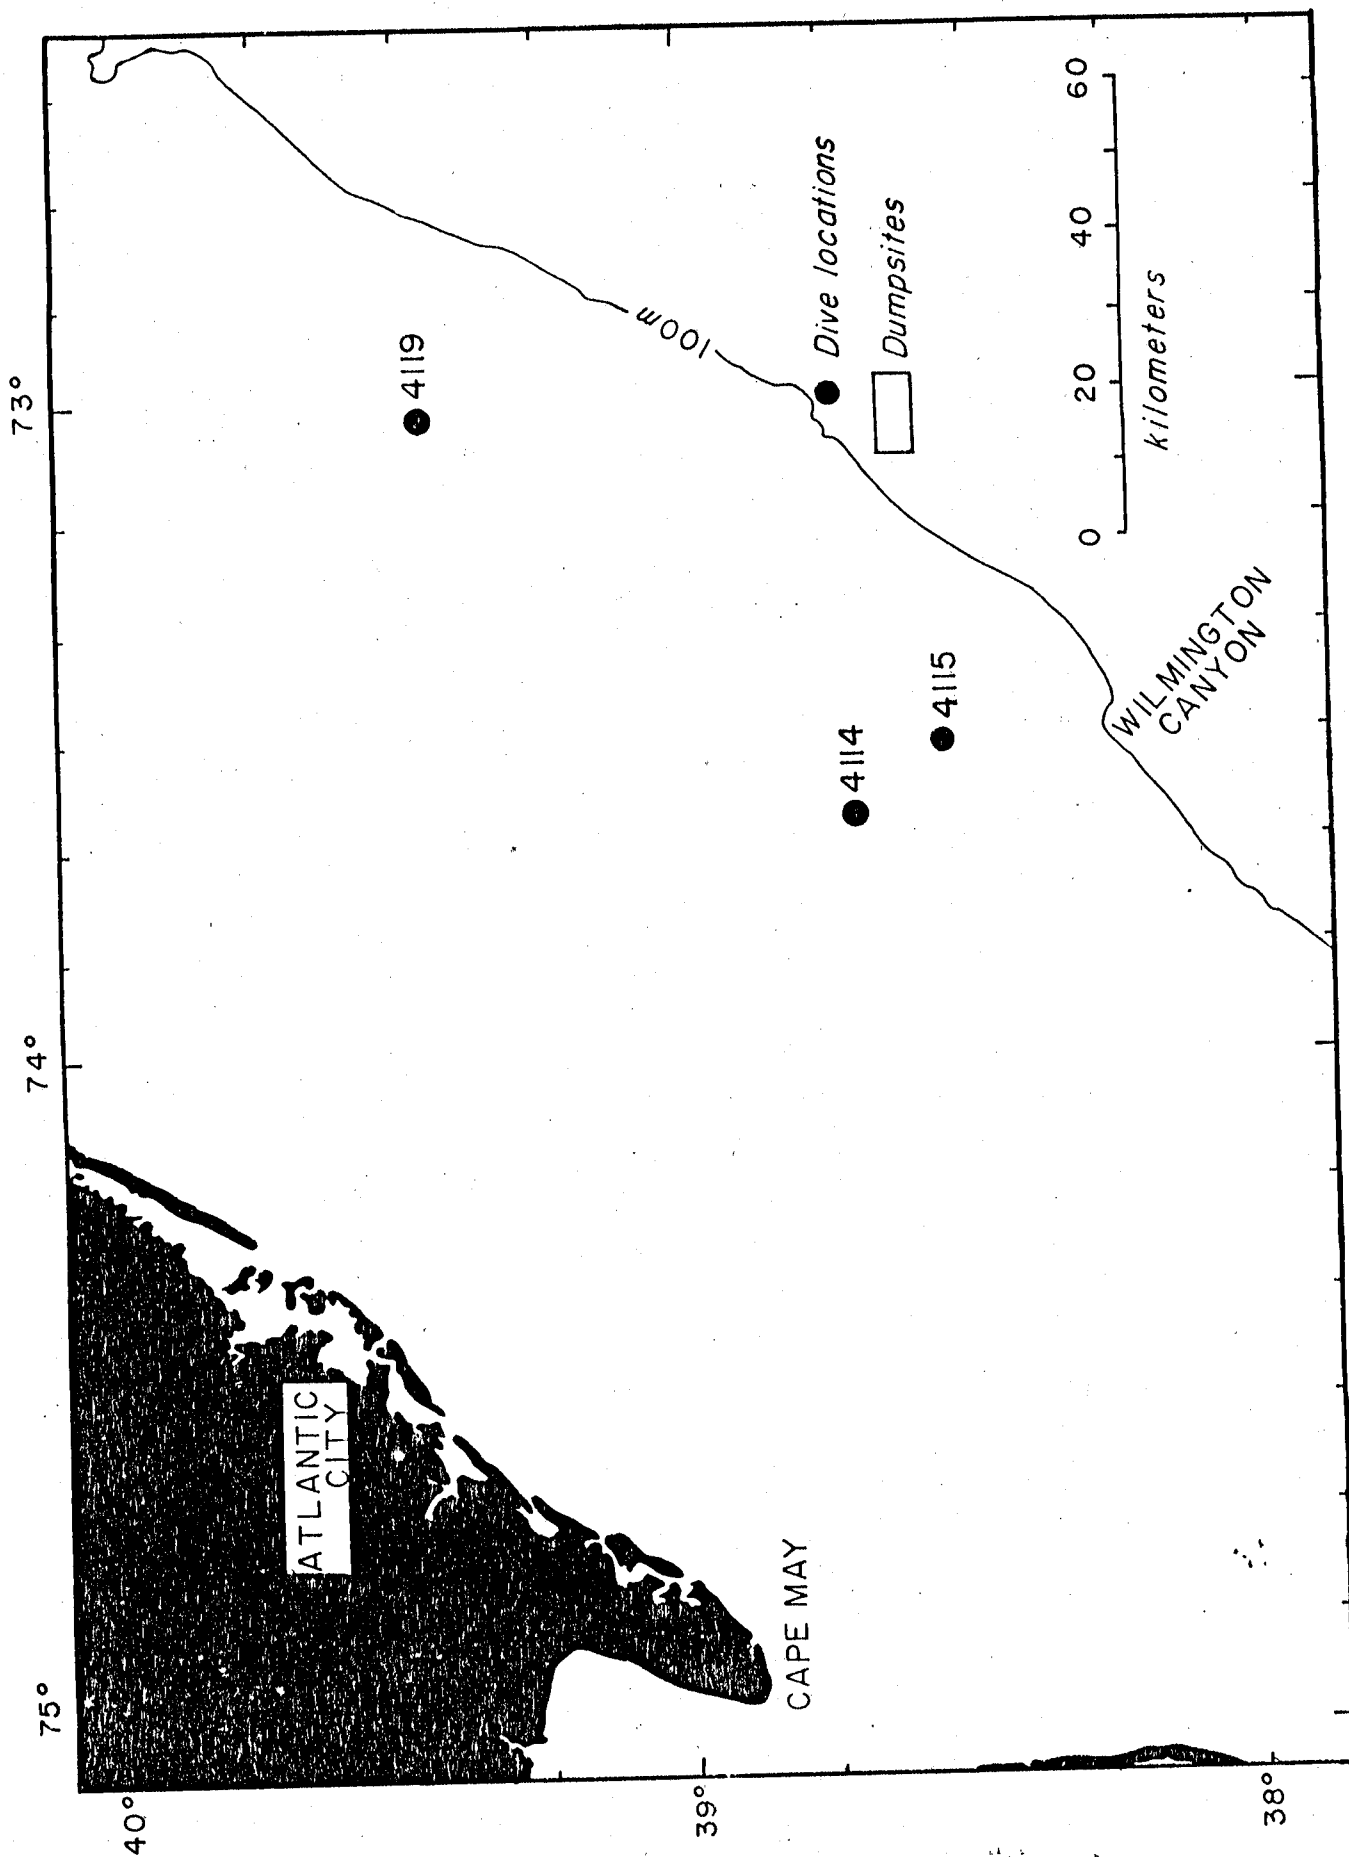 75°
74°
73°
40°
39°
38°
ATLANTIC
CITY
CAPE MAY
4119
4114
4115
100m
WILMINGTON
CANYON
Dive locations
Dumpsites
0 20 40 60
kilometers